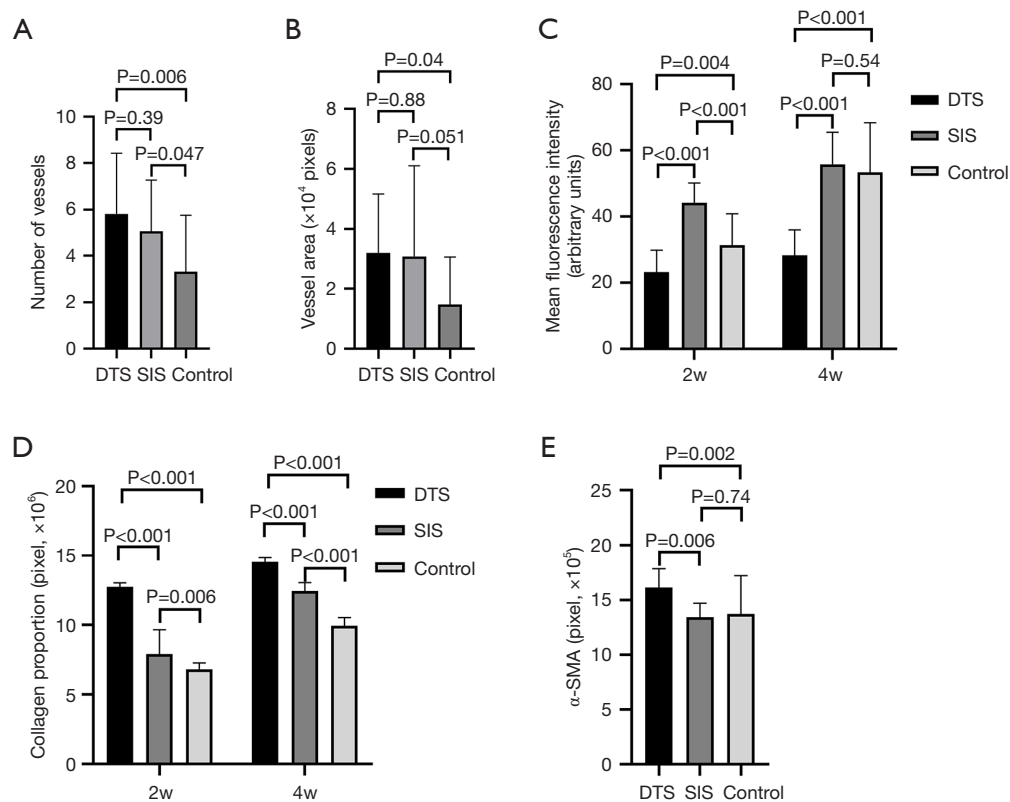 A
P=0.006
P=0.39
P=0.047
Number of vessels
10
8
6
4
2
0
DTS SIS Control
B
P=0.04
P=0.88
P=0.051
Vessel area (×10⁴ pixels)
8
6
4
2
0
DTS SIS Control
C
P<0.001
P=0.004
P=0.54
P<0.001
P<0.001
P<0.001
Mean fluorescence intensity
(arbitrary units)
80
60
40
20
0
2w 4w
DTS
SIS
Control
D
P<0.001
P<0.001
P<0.001
P<0.001
P<0.001
P=0.006
Collagen proportion (pixel, ×10⁶)
20
15
10
5
0
2w 4w
DTS
SIS
Control
E
P=0.002
P=0.74
P=0.006
α-SMA (pixel, ×10⁵)
25
20
15
10
5
0
DTS SIS Control